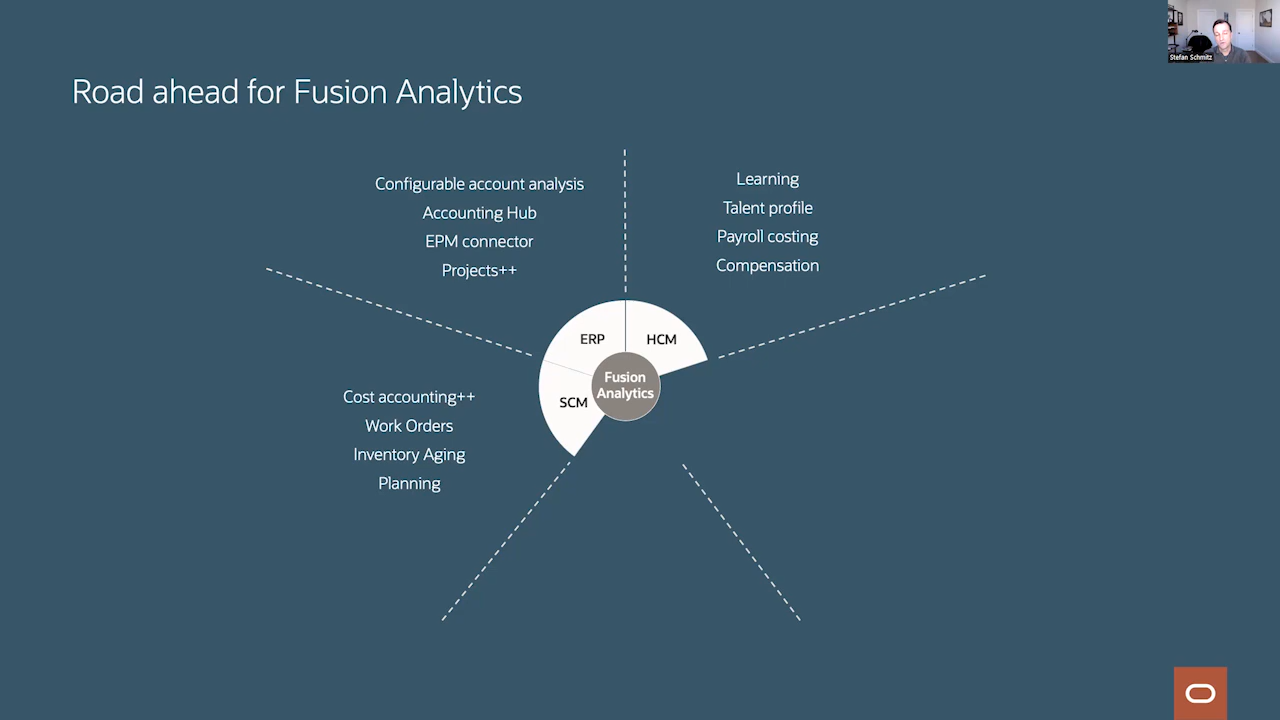 Stefan Schmitz
Road ahead for Fusion Analytics
Configurable account analysis
Accounting Hub
EPM connector
Projects++
Learning
Talent profile
Payroll costing
Compensation
ERP
HCM
Fusion
Analytics
SCM
Cost accounting++
Work Orders
Inventory Aging
Planning